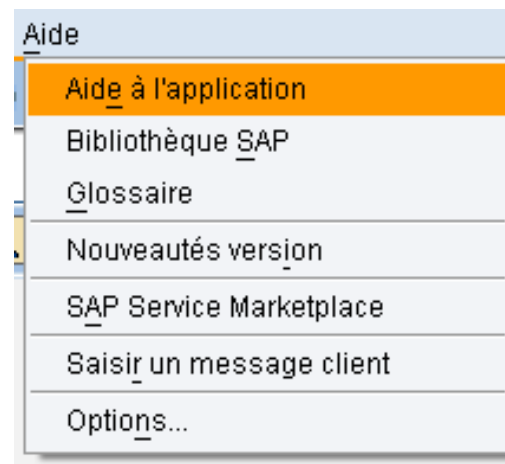 Aide
Aide à l'application
Bibliothèque SAP
Glossaire
Nouveautés version
SAP Service Marketplace
Saisir un message client
Options...